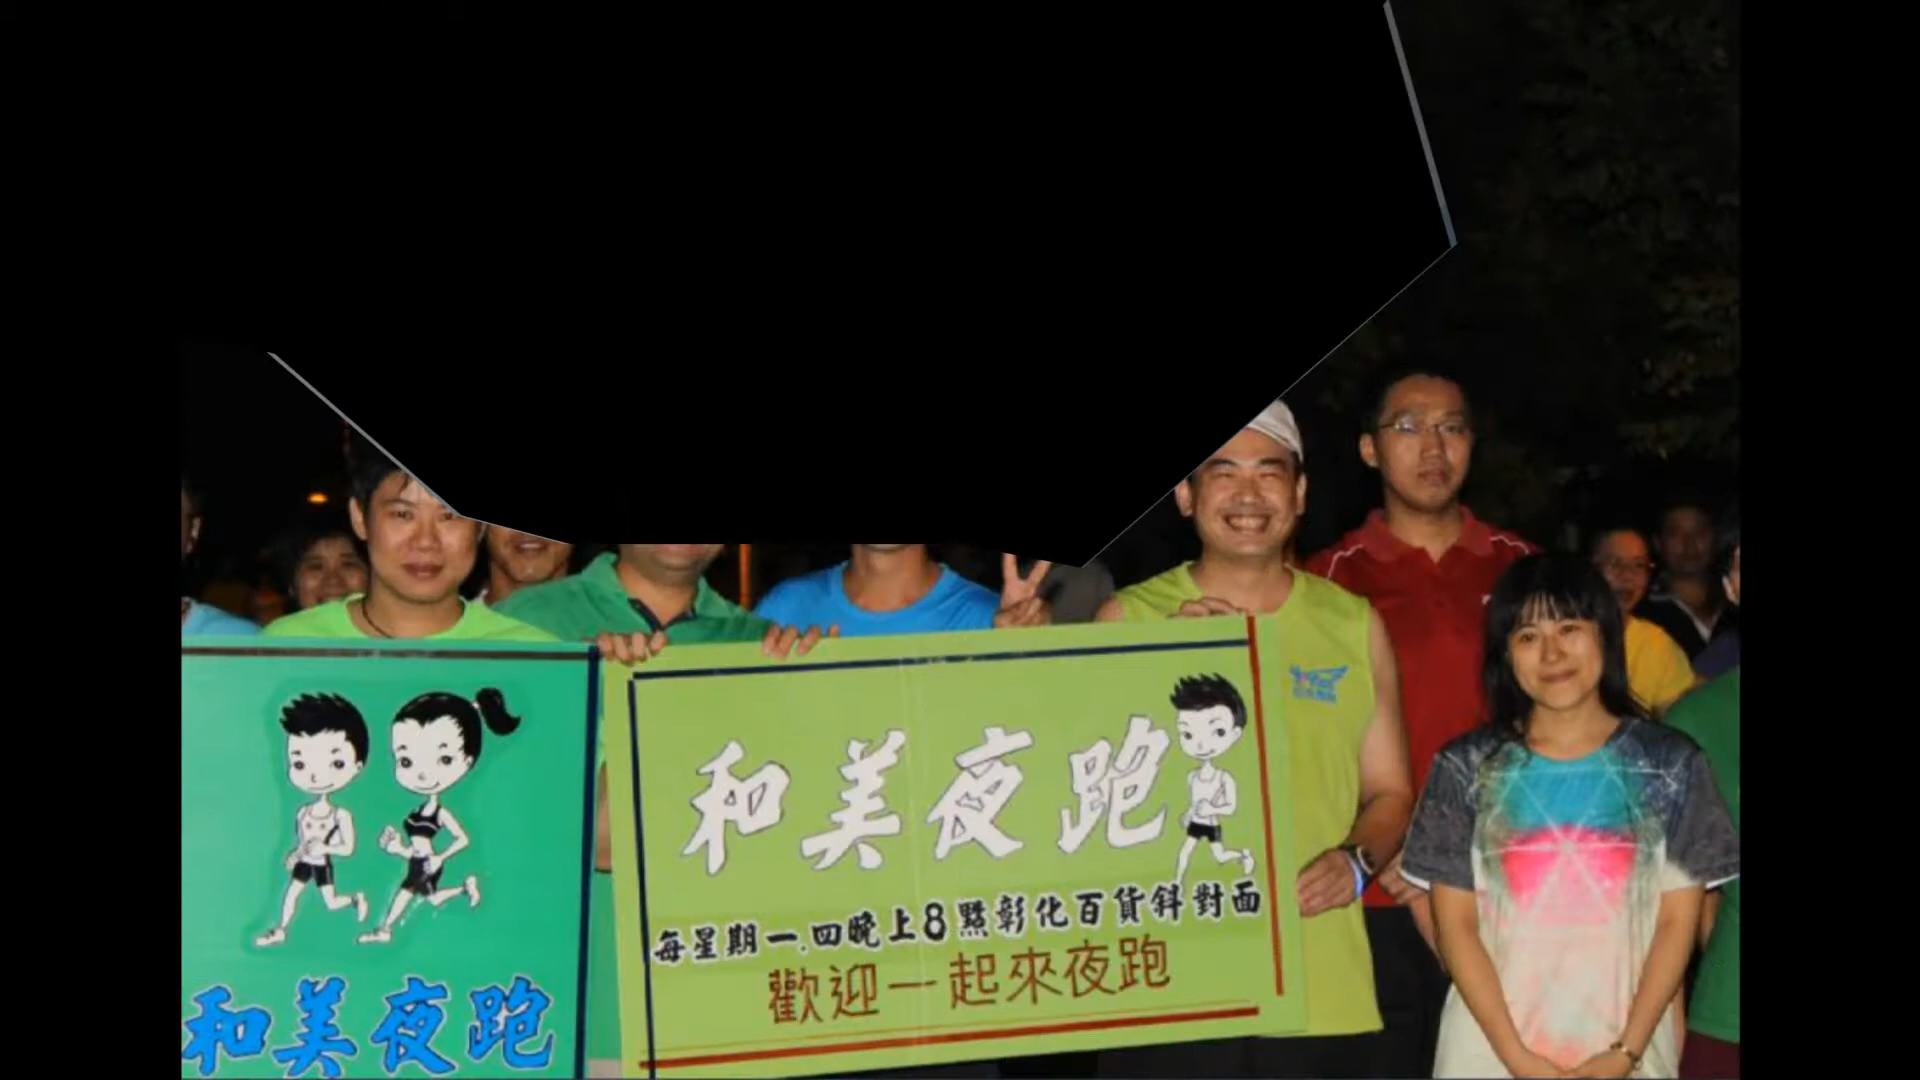 和美夜跑
每星期一.四晚上8點彰化百貨斜對面
歡迎一起來夜跑
和美夜跑